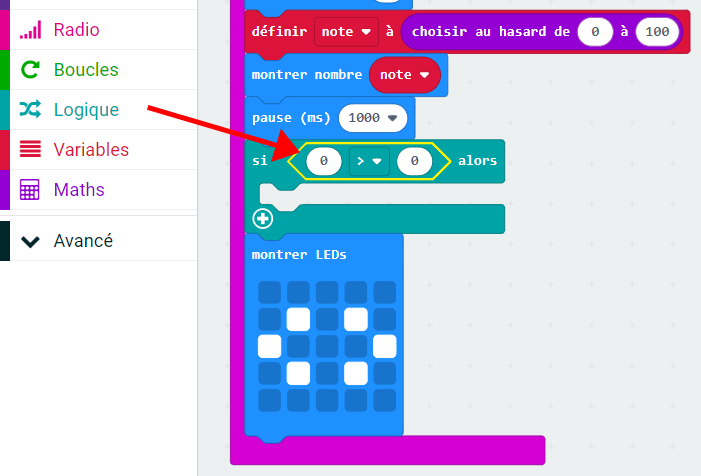 Radio
Boucles
Logique
Variables
Maths
Avancé
définir note à choisir au hasard de 0 à 100
montrer nombre note
pause (ms) 1000
si 0 > 0 alors
montrer LEDs